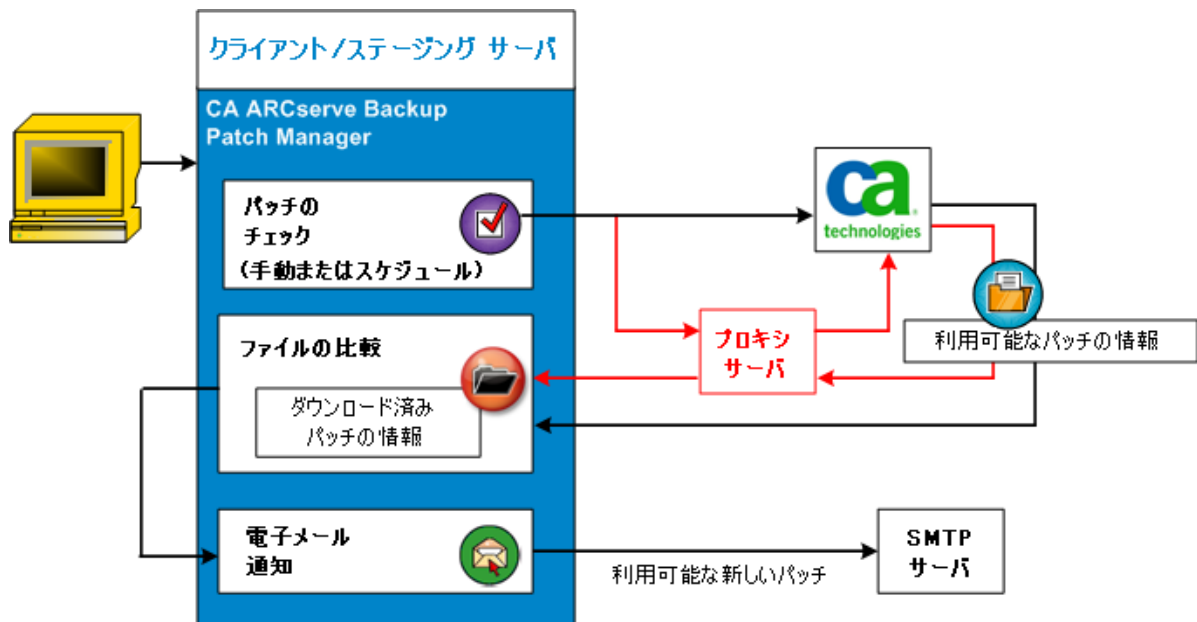 クライアント/ステージング サーバ
CA ARCserve Backup
Patch Manager
パッチの
チェック
(手動またはスケジュール)
ca
technologies
プロキシ
サーバ
利用可能なパッチの情報
ファイルの比較
ダウンロード済み
パッチの情報
電子メール
通知
利用可能な新しいパッチ
SMTP
サーバ